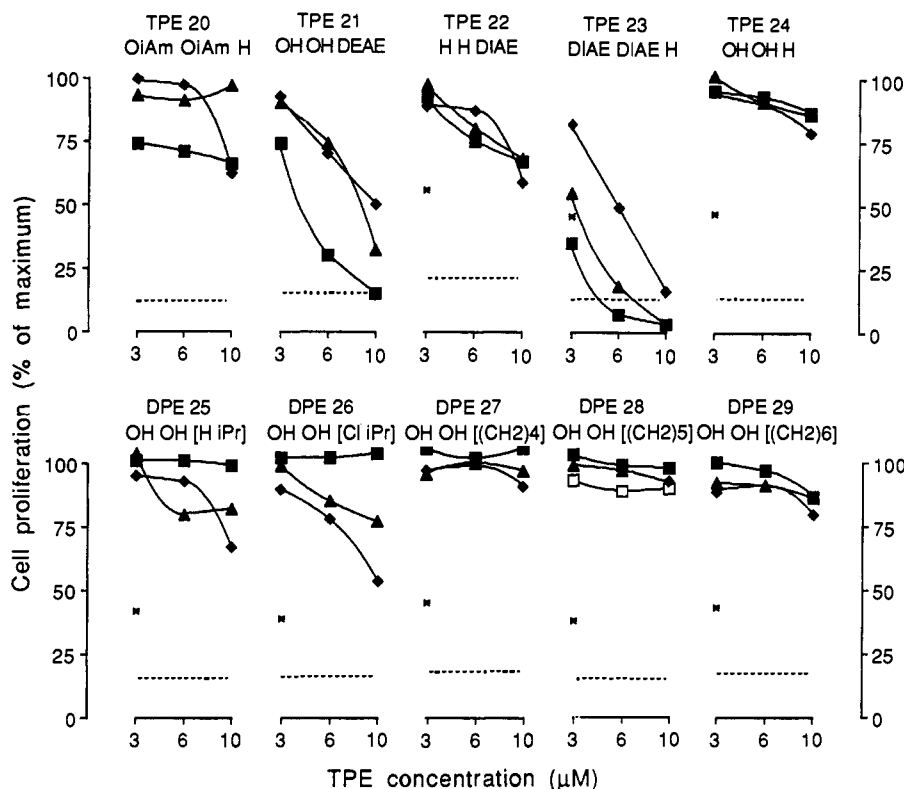 TPE 20 TPE 21 TPE 22 TPE 23 TPE 24
OiAm OiAm H OH OH DEAE H H DIAE DIAE DIAE H OH OH H
100 100
75 75
50 50
25 25
0 0
3 6 10 3 6 10 3 6 10 3 6 10 3 6 10
DPE 25 DPE 26 DPE 27 DPE 28 DPE 29
OH OH [H iPr] OH OH [Cl iPr] OH OH [(CH2)4] OH OH [(CH2)5] OH OH [(CH2)6]
100 100
75 75
50 50
25 25
0 0
3 6 10 3 6 10 3 6 10 3 6 10 3 6 10
Cell proliferation (% of maximum)
TPE concentration (μM)